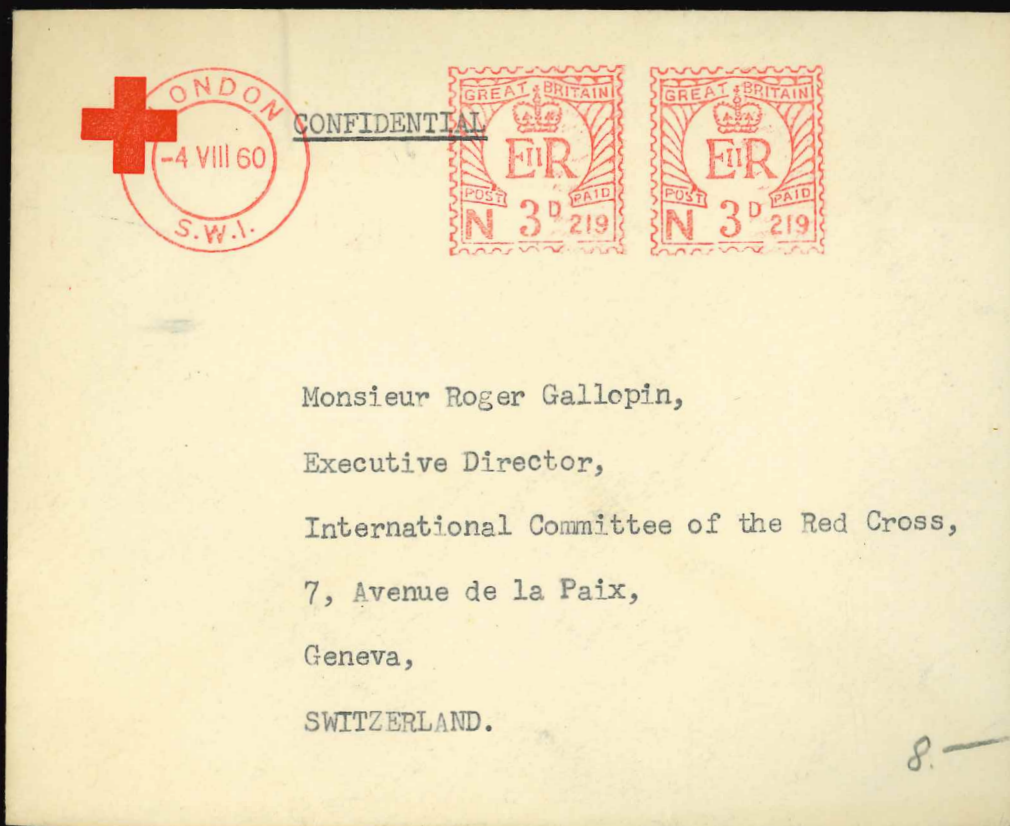 LONDON
-4 VIII 60
S.W.1.
CONFIDENTIAL
GREAT BRITAIN
EIIR
POST PAID
N 3D 219
GREAT BRITAIN
EIIR
POST PAID
N 3D 219
Monsieur Roger Gallopin,
Executive Director,
International Committee of the Red Cross,
7, Avenue de la Paix,
Geneva,
SWITZERLAND.
8.—